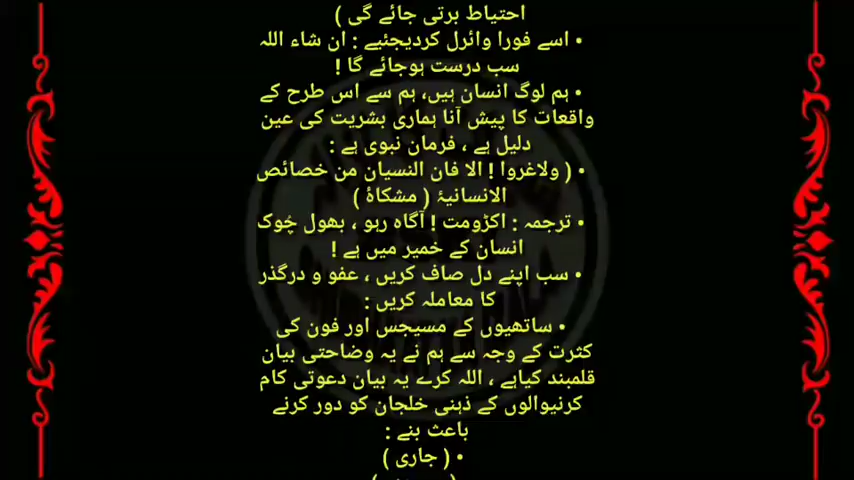 احتیاط برتی جائے گی )
• اسے فورا وائرل کردیجئیے : ان شاء اللہ
سب درست ہوجائے گا !
• ہم لوگ انسان ہیں، ہم سے اس طرح کے
واقعات کا پیش آنا ہماری بشریت کی عین
دلیل ہے ، فرمان نبوی ہے :
• ( ولاغروا ! الا فان النسیان من خصائص
الانسانیۂ ( مشکاۂ )
• ترجمہ : اکڑومت ! آگاہ رہو ، بھول چُوک
انسان کے خمیر میں ہے !
• سب اپنے دل صاف کریں ، عفو و درگذر
کا معاملہ کریں :
• ساتھیوں کے مسیجس اور فون کی
کثرت کے وجہ سے ہم نے یہ وضاحتی بیان
قلمبند کیاہے ، اللہ کرے یہ بیان دعوتی کام
کرنیوالوں کے ذہنی خلجان کو دور کرنے
باعث بنے :
• ( جاری )